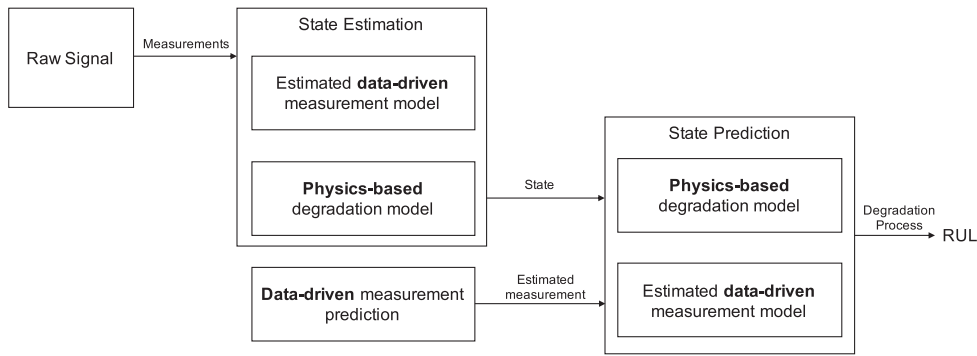 Raw Signal
Measurements
State Estimation
Estimated data-driven
measurement model
Physics-based
degradation model
State
Data-driven measurement
prediction
Estimated
measurement
State Prediction
Physics-based
degradation model
Estimated data-driven
measurement model
Degradation
Process
RUL